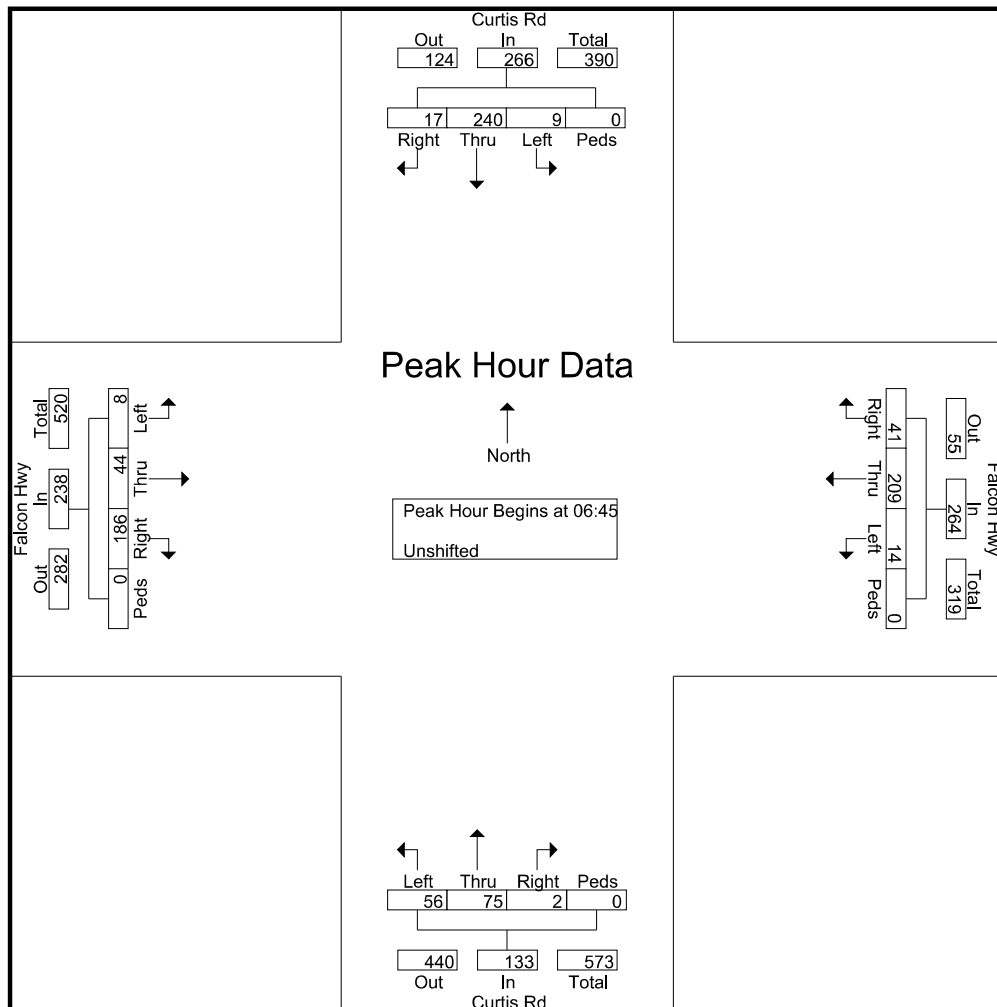 Curtis Rd
Out In Total
124 266 390
17 240 9 0
Right Thru Left Peds
Peak Hour Data
North
Peak Hour Begins at 06:45
Unshifted
Falcon Hwy
Out In Total
282 238 520
Left Thru Right Peds
8 44 186 0
Falcon Hwy
Out In Total
55 264 319
Right Thru Left Peds
41 209 14 0
Left Thru Right Peds
56 75 2 0
440 133 573
Out In Total
Curtis Rd